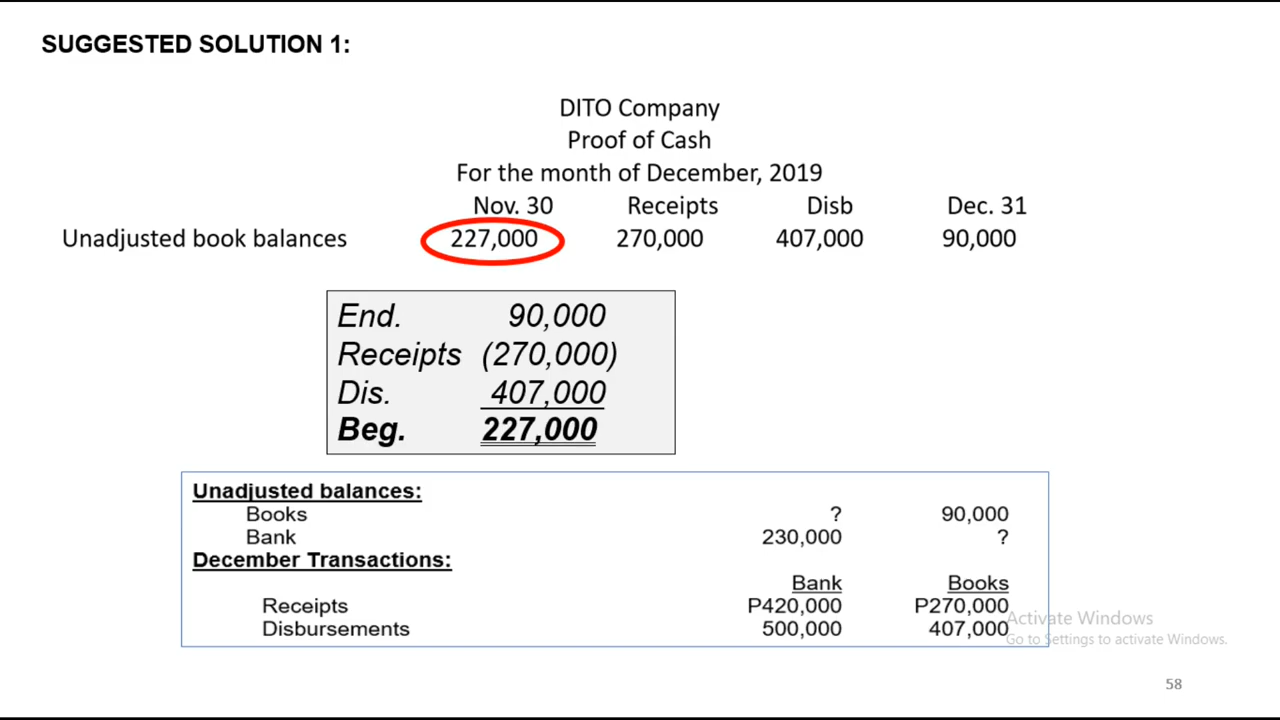 SUGGESTED SOLUTION 1:
DITO Company
Proof of Cash
For the month of December, 2019
Nov. 30 Receipts Disb Dec. 31
Unadjusted book balances 227,000 270,000 407,000 90,000
End. 90,000
Receipts (270,000)
Dis. 407,000
Beg. 227,000
Unadjusted balances:
Books ? 90,000
Bank 230,000 ?
December Transactions:
Bank Books
Receipts P420,000 P270,000
Disbursements 500,000 407,000
Activate Windows
Go to Settings to activate Windows.
58